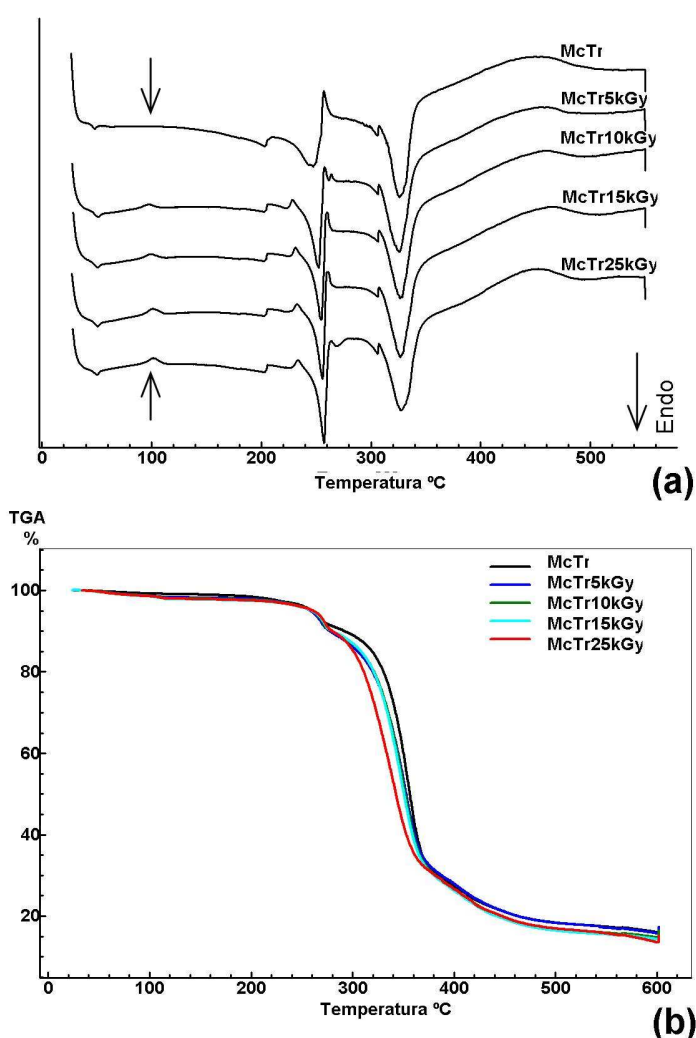 McTr
McTr5kGy
McTr10kGy
McTr15kGy
McTr25kGy
Endo
0 100 200 300 400 500
Temperatura ºC
(a)
TGA
%
100
80
60
40
20
McTr
McTr5kGy
McTr10kGy
McTr15kGy
McTr25kGy
0 100 200 300 400 500 600
Temperatura ºC
(b)